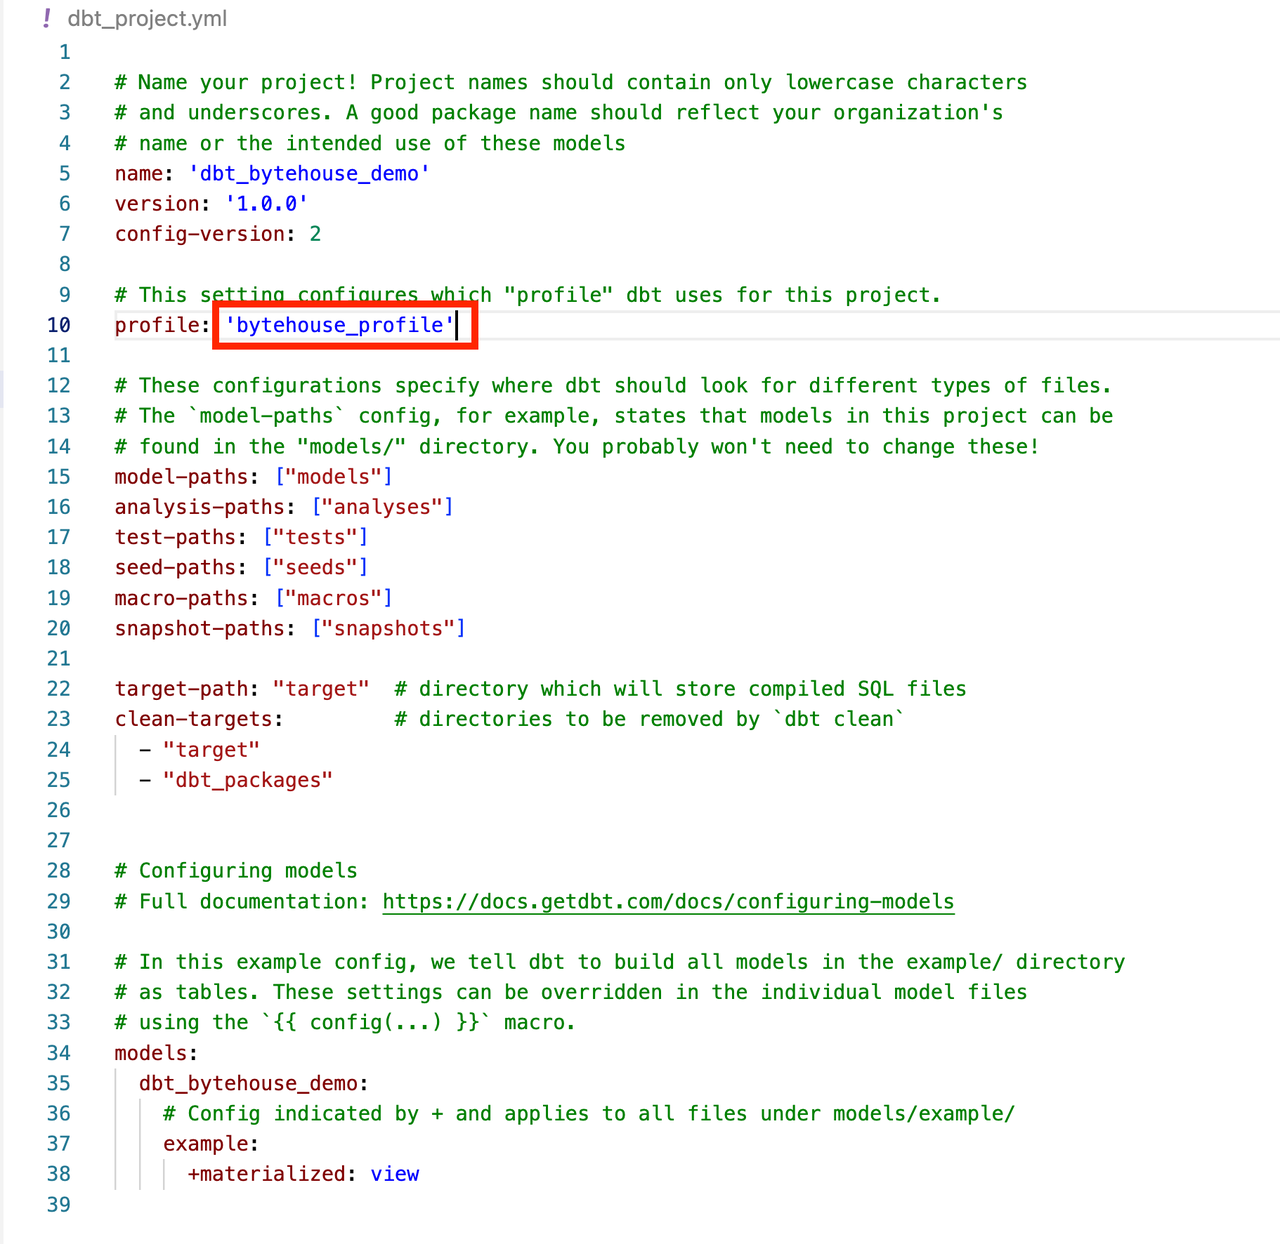 ! dbt_project.yml
1
2 # Name your project! Project names should contain only lowercase characters
3 # and underscores. A good package name should reflect your organization's
4 # name or the intended use of these models
5 name: 'dbt_bytehouse_demo'
6 version: '1.0.0'
7 config-version: 2
8
9 # This setting configures which "profile" dbt uses for this project.
10 profile: 'bytehouse_profile'
11
12 # These configurations specify where dbt should look for different types of files.
13 # The `model-paths` config, for example, states that models in this project can be
14 # found in the "models/" directory. You probably won't need to change these!
15 model-paths: ["models"]
16 analysis-paths: ["analyses"]
17 test-paths: ["tests"]
18 seed-paths: ["seeds"]
19 macro-paths: ["macros"]
20 snapshot-paths: ["snapshots"]
21
22 target-path: "target"  # directory which will store compiled SQL files
23 clean-targets:         # directories to be removed by `dbt clean`
24   - "target"
25   - "dbt_packages"
26
27
28 # Configuring models
29 # Full documentation: https://docs.getdbt.com/docs/configuring-models
30
31 # In this example config, we tell dbt to build all models in the example/ directory
32 # as tables. These settings can be overridden in the individual model files
33 # using the `{{ config(...) }}` macro.
34 models:
35   dbt_bytehouse_demo:
36     # Config indicated by + and applies to all files under models/example/
37     example:
38       +materialized: view
39